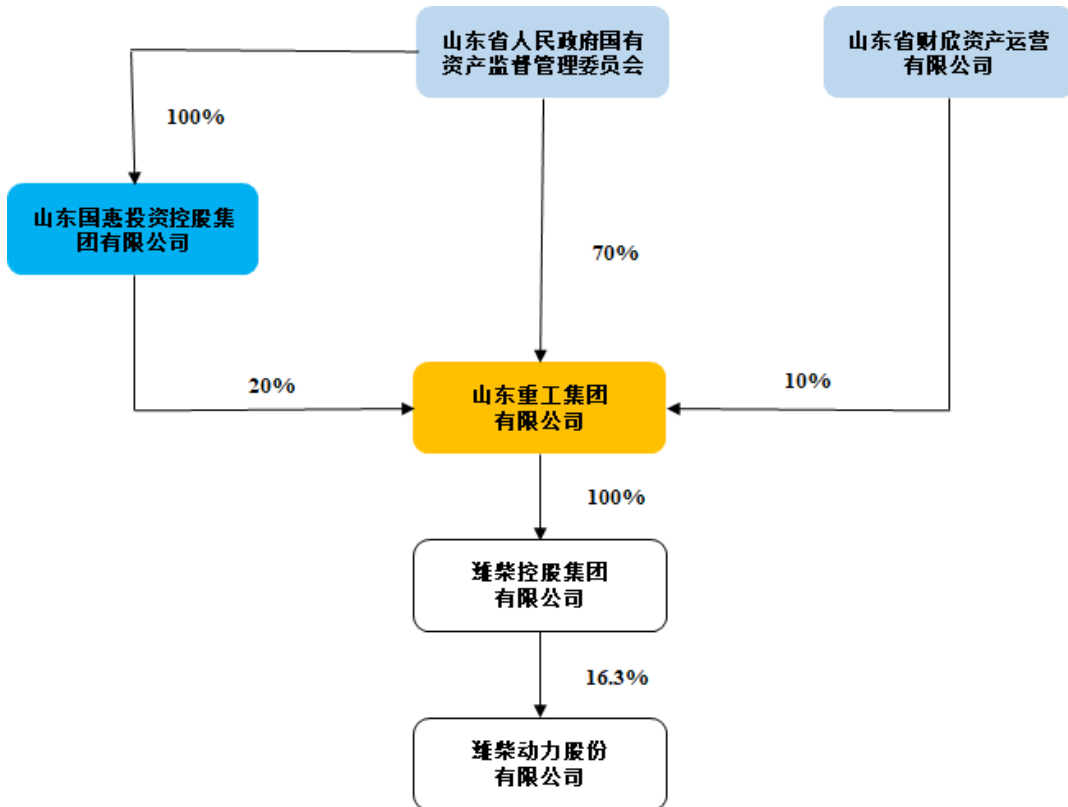 山东省人民政府国有
资产监督管理委员会
山东省财欣资产运营
有限公司
100%
山东国惠投资控股集
团有限公司
70%
20%
10%
山东重工集团
有限公司
100%
潍柴控股集团
有限公司
16.3%
潍柴动力股份
有限公司